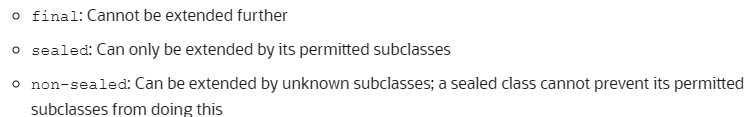 final: Cannot be extended further
sealed: Can only be extended by its permitted subclasses
non-sealed: Can be extended by unknown subclasses; a sealed class cannot prevent its permitted
subclasses from doing this